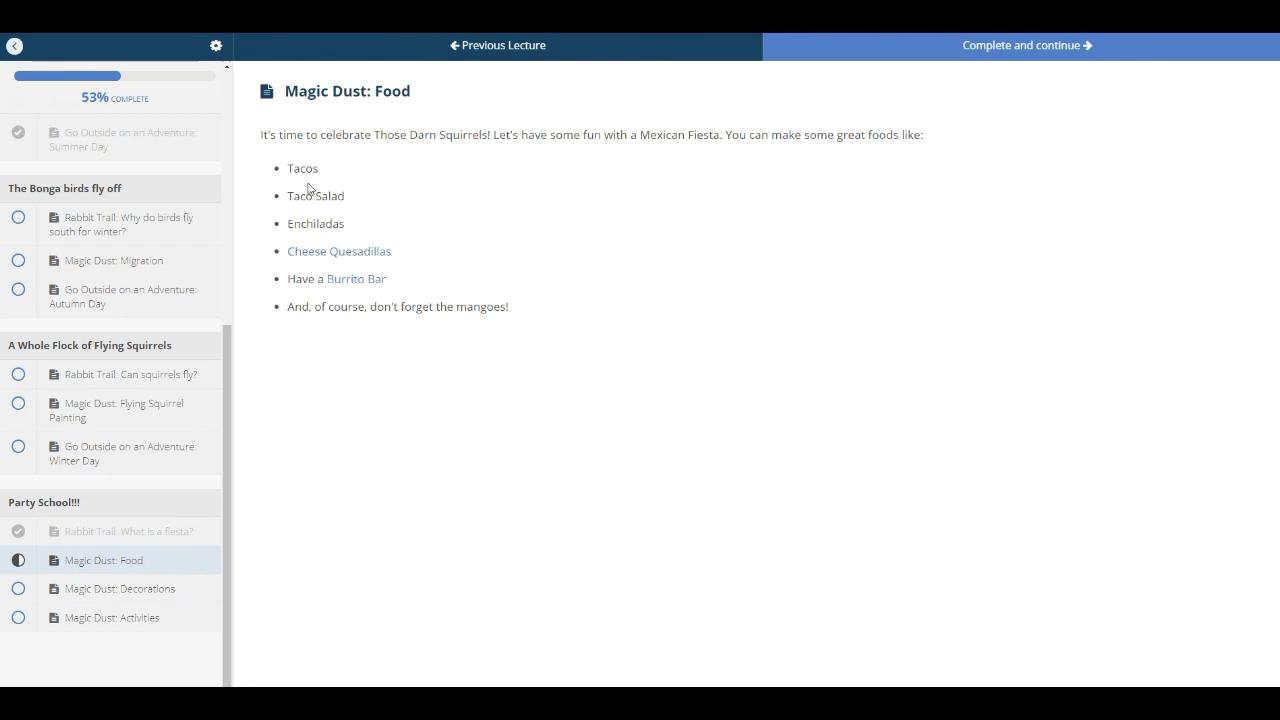 Previous Lecture
Complete and continue
53% COMPLETE
Go Outside on an Adventure:
Summer Day
The Bonga birds fly off
Rabbit Trail: Why do birds fly
south for winter?
Magic Dust: Migration
Go Outside on an Adventure:
Autumn Day
A Whole Flock of Flying Squirrels
Rabbit Trail: Can squirrels fly?
Magic Dust: Flying Squirrel
Painting
Go Outside on an Adventure:
Winter Day
Party School!!!
Rabbit Trail: What is a fiesta?
Magic Dust: Food
Magic Dust: Decorations
Magic Dust: Activities
Magic Dust: Food
It's time to celebrate Those Darn Squirrels! Let's have some fun with a Mexican Fiesta. You can make some great foods like:
Tacos
Taco Salad
Enchiladas
Cheese Quesadillas
Have a Burrito Bar
And, of course, don't forget the mangoes!